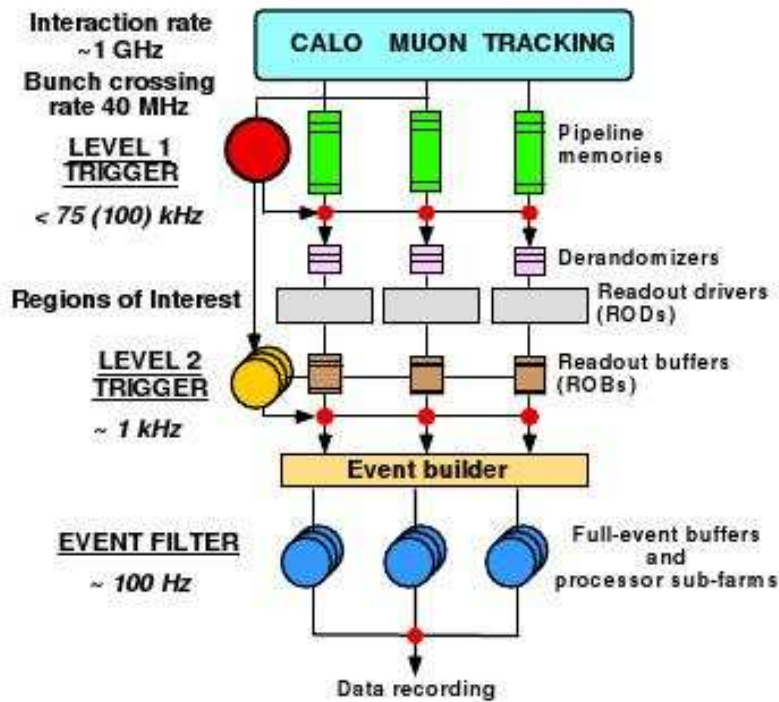 Interaction rate
~1 GHz
CALO MUON TRACKING
Bunch crossing
rate 40 MHz
LEVEL 1
TRIGGER
< 75 (100) kHz
Pipeline
memories
Derandomizers
Regions of Interest
Readout drivers
(RODs)
LEVEL 2
TRIGGER
~ 1 kHz
Readout buffers
(ROBs)
Event builder
EVENT FILTER
~ 100 Hz
Full-event buffers
and
processor sub-farms
Data recording